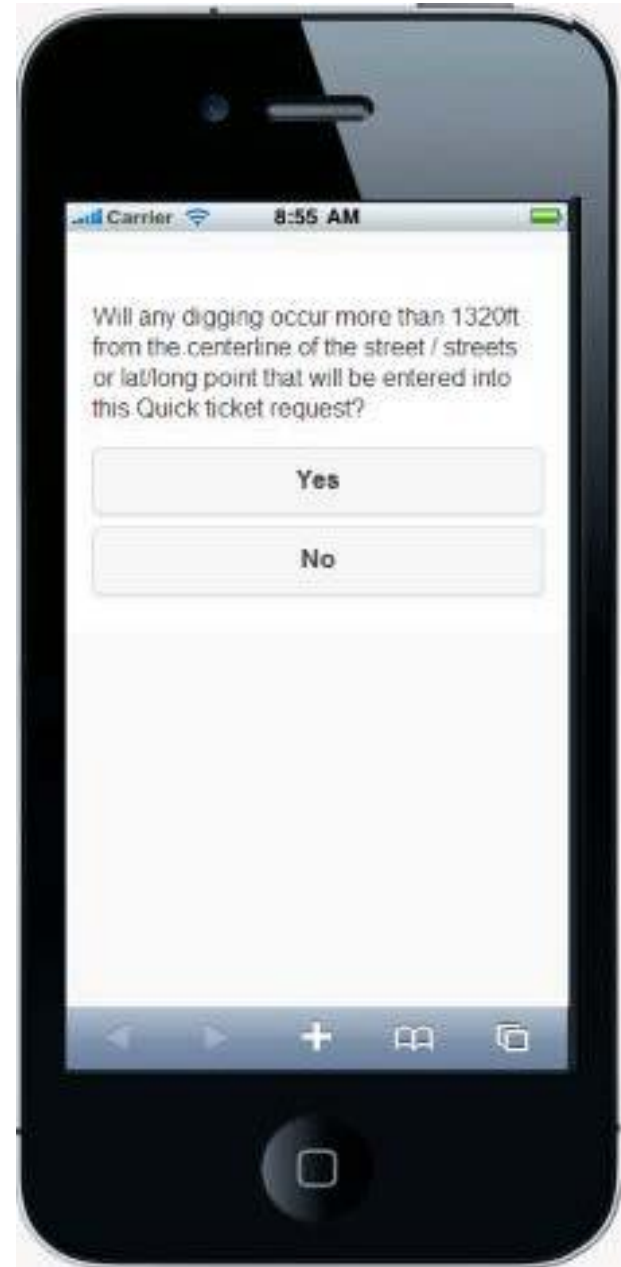 Carrier 8:55 AM
Will any digging occur more than 1320ft
from the centerline of the street / streets
or lat/long point that will be entered into
this Quick ticket request?
Yes
No